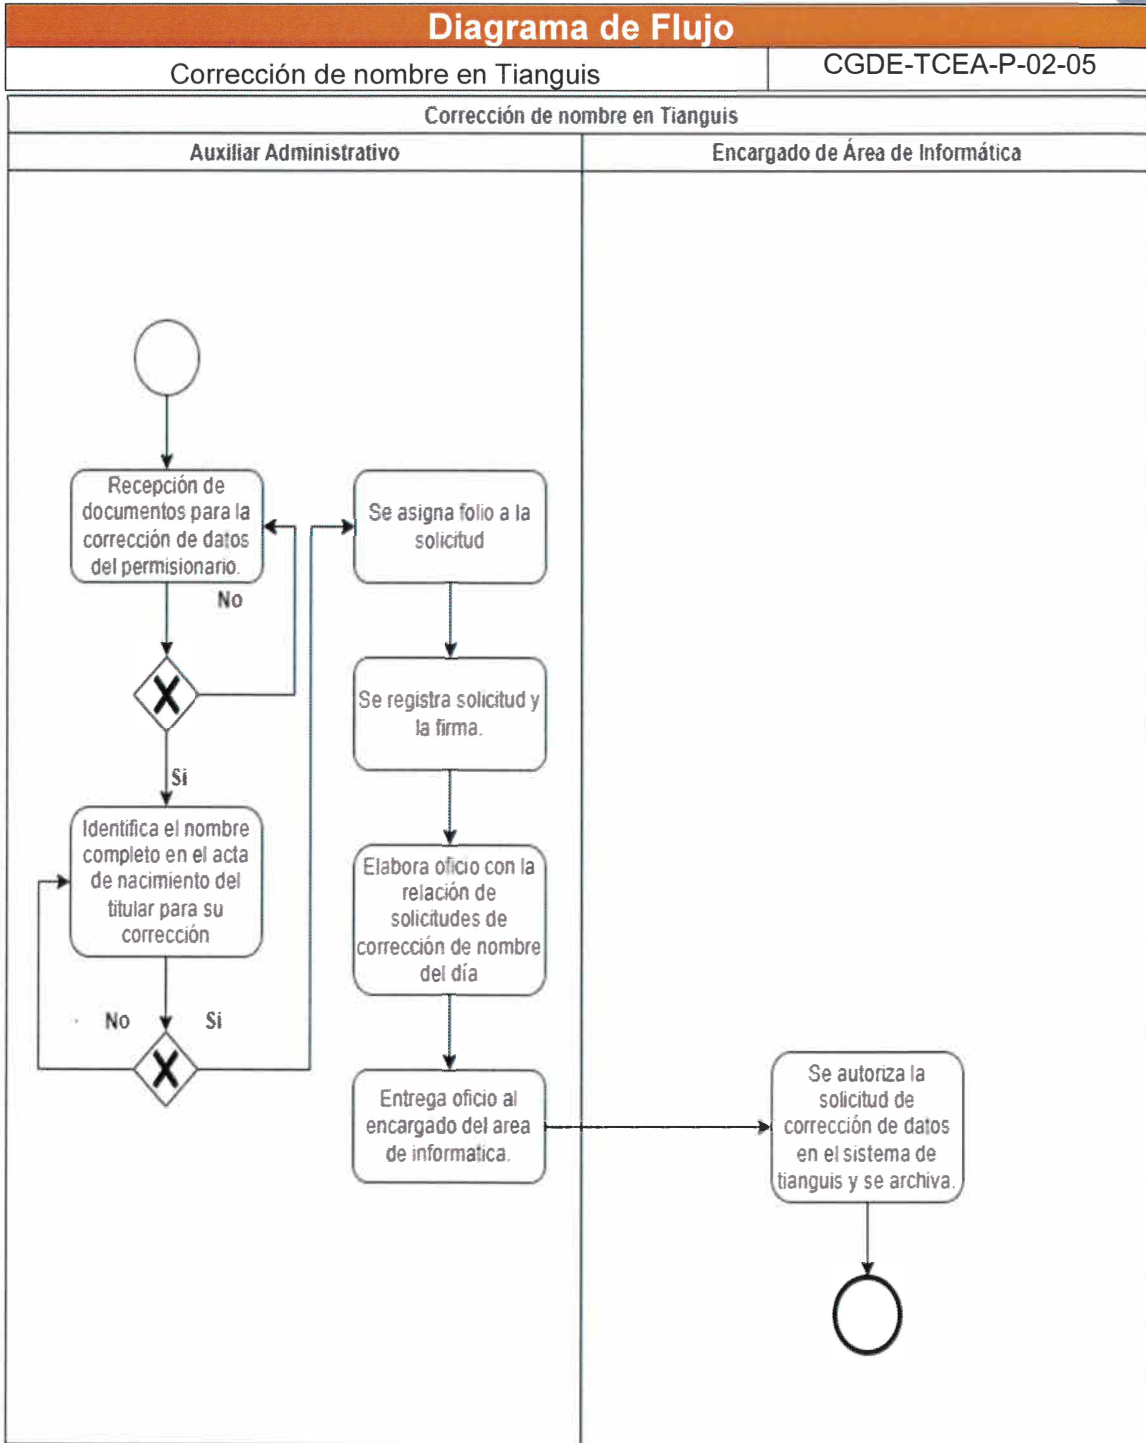 Diagrama de Flujo
Corrección de nombre en Tianguis
CGDE-TCEA-P-02-05
Corrección de nombre en Tianguis
Auxiliar Administrativo
Encargado de Área de Informática
Recepción de
documentos para la
corrección de datos
del permisionario.
No
Si
Identifica el nombre
completo en el acta
de nacimiento del
titular para su
corrección
No
Si
Se asigna folio a la
solicitud
Se registra solicitud y
la firma.
Elabora oficio con la
relación de
solicitudes de
corrección de nombre
del día
Entrega oficio al
encargado del area
de informatica.
Se autoriza la
solicitud de
corrección de datos
en el sistema de
tianguis y se archiva.